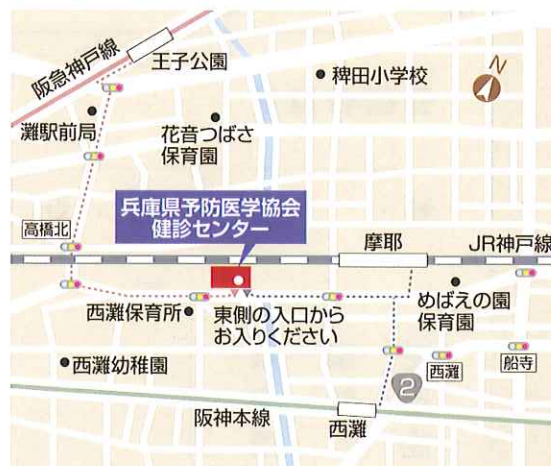 阪急神戸線
王子公園
稗田小学校
N
灘駅前局
花音つばさ
保育園
兵庫県予防医学協会
健診センター
高橋北
摩耶
JR神戸線
西灘保育所
東側の入口から
お入りください
めばえの園
保育園
西灘幼稚園
2
西灘
船寺
阪神本線
西灘